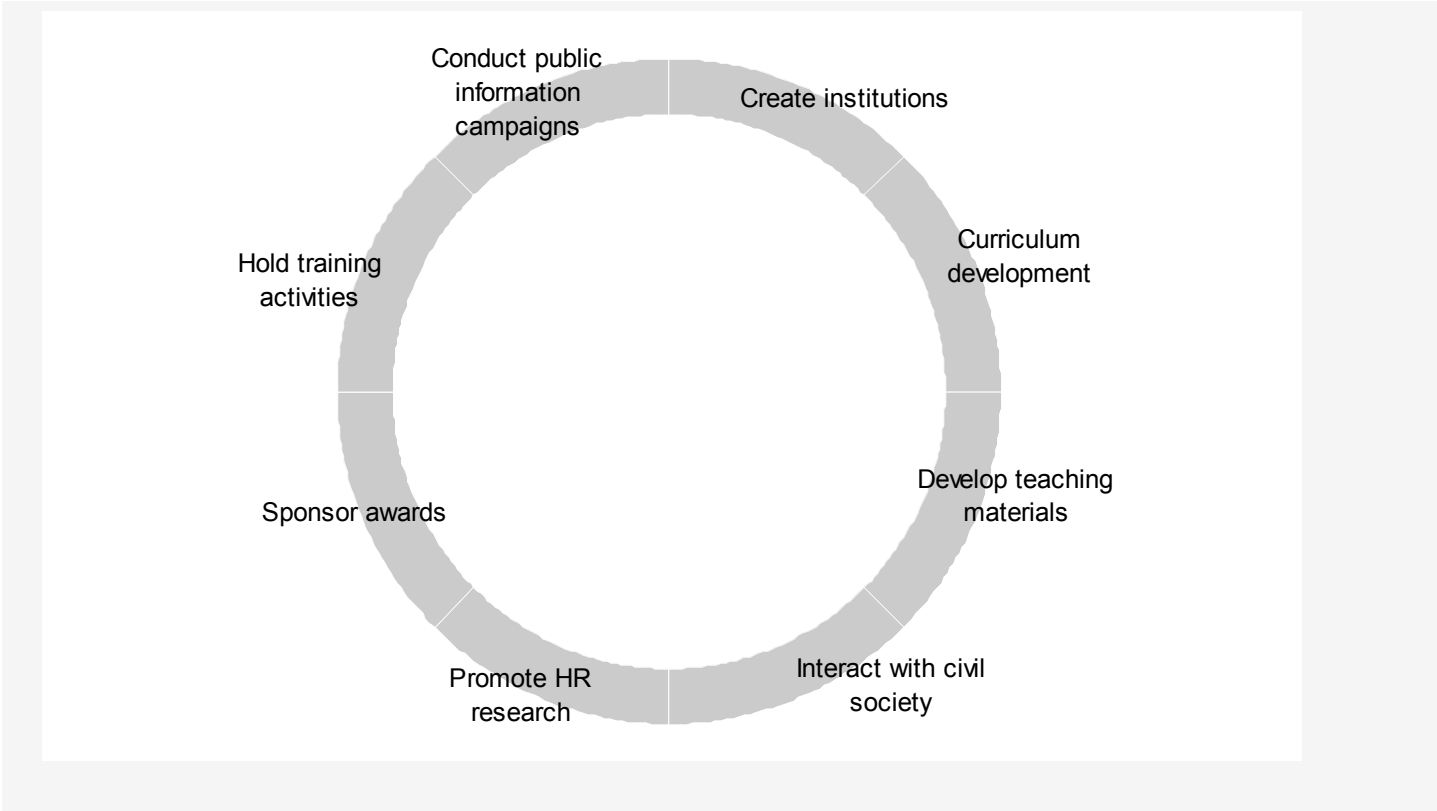 Conduct public
information
campaigns
Create institutions
Curriculum
development
Hold training
activities
Develop teaching
materials
Sponsor awards
Interact with civil
society
Promote HR
research